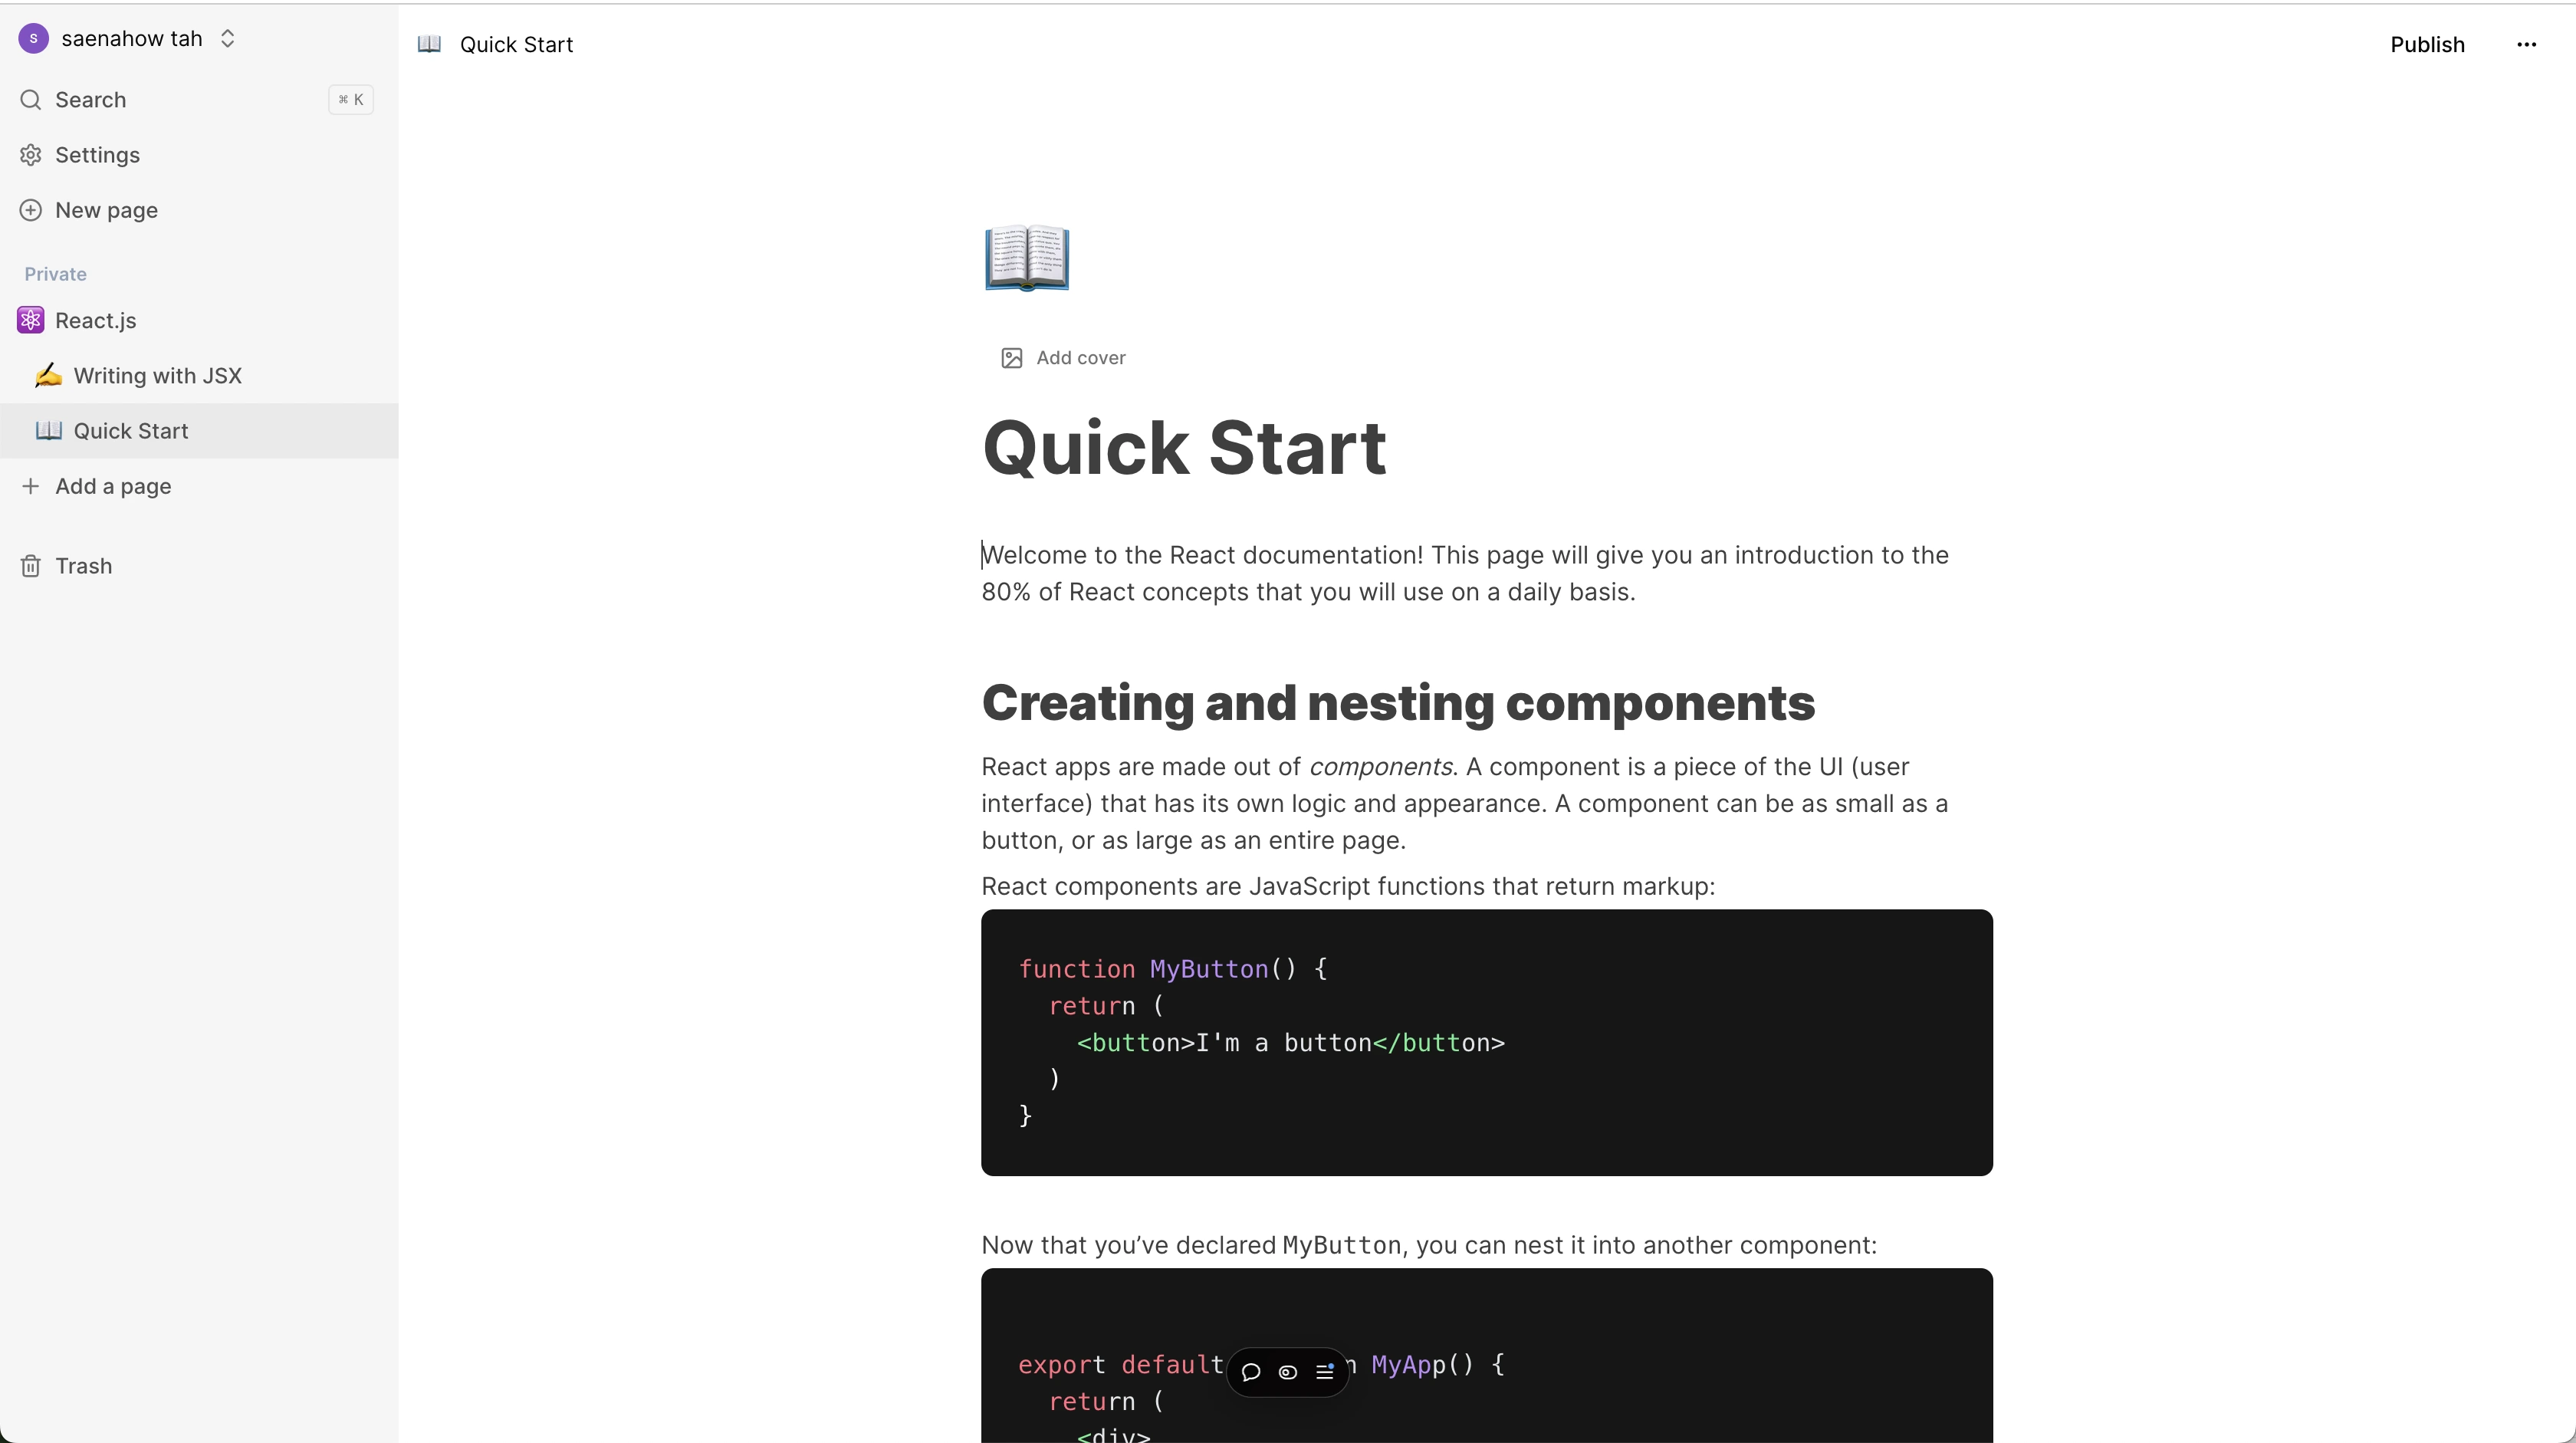 S saenahow tah
Search ⌘ K
Settings
New page
Private
React.js
Writing with JSX
Quick Start
Add a page
Trash
Quick Start
Publish
Add cover
Quick Start
Welcome to the React documentation! This page will give you an introduction to the
80% of React concepts that you will use on a daily basis.
Creating and nesting components
React apps are made out of components. A component is a piece of the UI (user
interface) that has its own logic and appearance. A component can be as small as a
button, or as large as an entire page.
React components are JavaScript functions that return markup:
function MyButton() {
  return (
    <button>I'm a button</button>
  )
}
Now that you’ve declared MyButton, you can nest it into another component:
export default n MyApp() {
  return (
    <div>